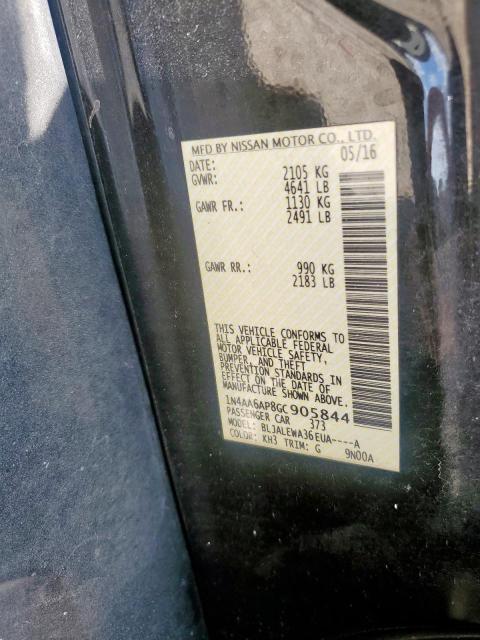 MFD BY NISSAN MOTOR CO., LTD.
DATE: 05/16
GVWR: 2105 KG
4641 LB
GAWR FR.: 1130 KG
2491 LB
GAWR RR.: 990 KG
2183 LB
THIS VEHICLE CONFORMS TO
ALL APPLICABLE FEDERAL
MOTOR VEHICLE SAFETY,
BUMPER, AND THEFT
PREVENTION STANDARDS IN
EFFECT ON THE DATE OF
MANUFACTURE SHOWN ABOVE.
1N4AA6AP8GC905844
PASSENGER CAR 373
MODEL: BLJALEWA36EUA----A
COLOR: KH3 TRIM: G 9N00A